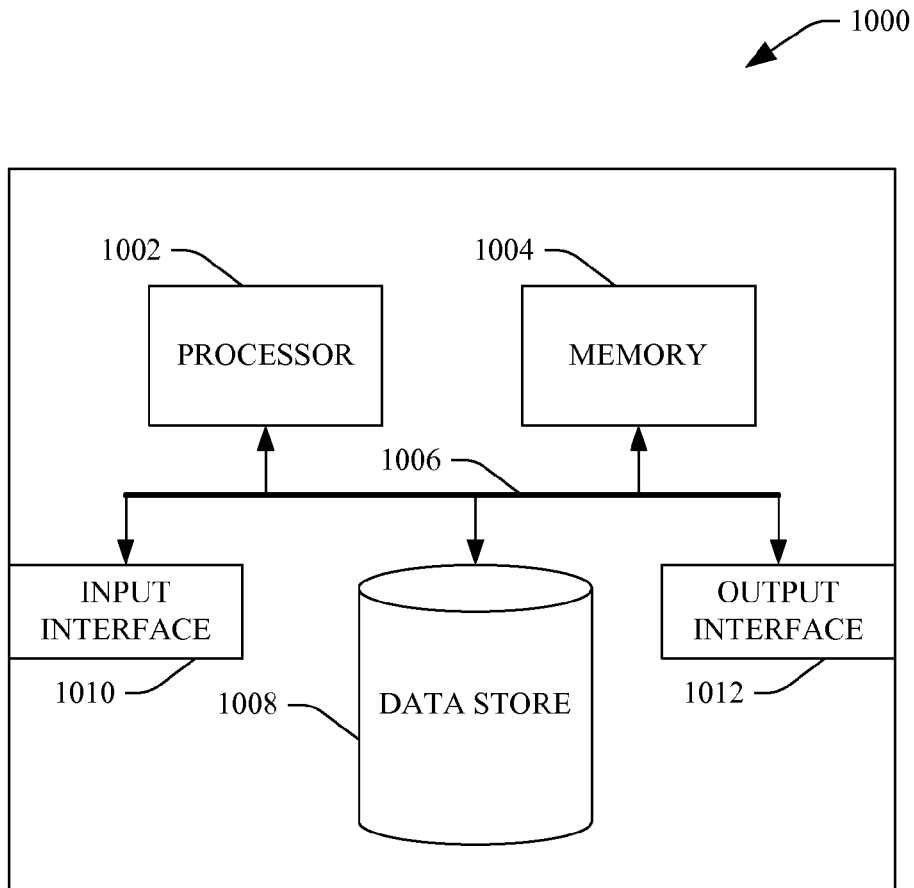 1000
1002
1004
PROCESSOR
MEMORY
1006
INPUT
INTERFACE
OUTPUT
INTERFACE
1010
1008
DATA STORE
1012